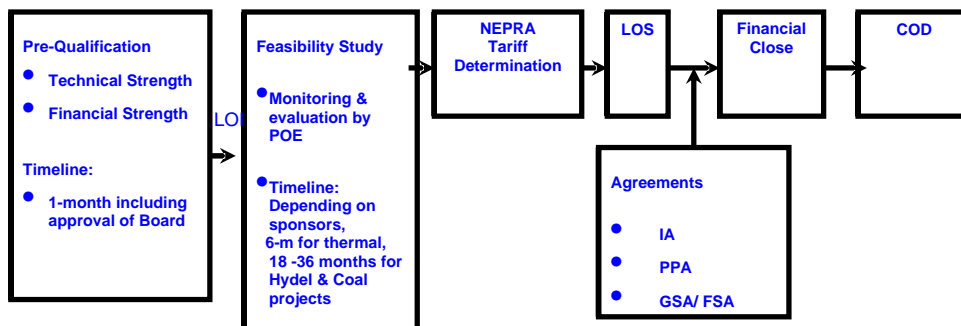 Pre-Qualification
Technical Strength
Financial Strength
Timeline:
1-month including
approval of Board
LOI
Feasibility Study
Monitoring &
evaluation by
POE
Timeline:
Depending on
sponsors,
6-m for thermal,
18 -36 months for
Hydel & Coal
projects
NEPRA
Tariff
Determination
LOS
Financial
Close
COD
Agreements
IA
PPA
GSA/ FSA